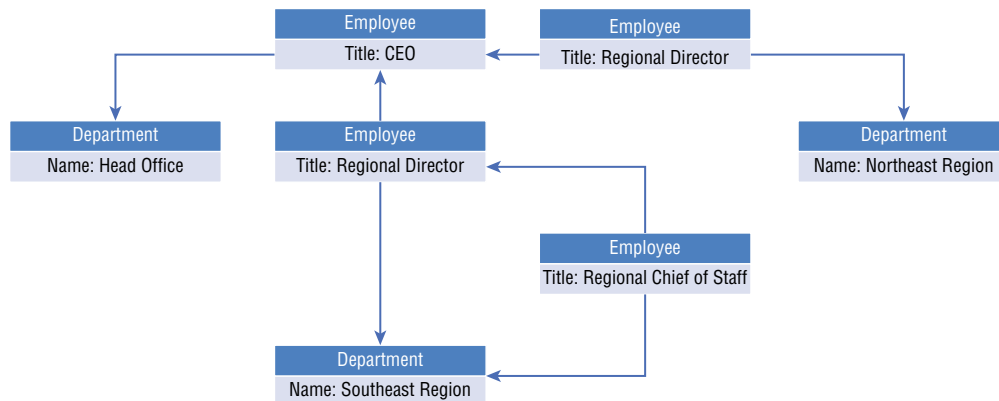 Employee
Title: CEO
Employee
Title: Regional Director
Department
Name: Head Office
Employee
Title: Regional Director
Department
Name: Northeast Region
Employee
Title: Regional Chief of Staff
Department
Name: Southeast Region